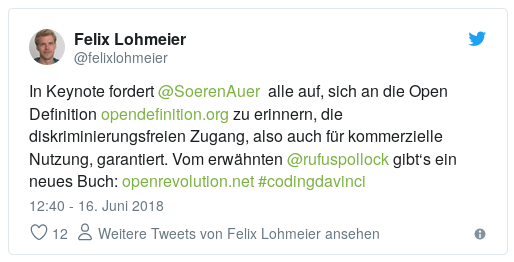 Felix Lohmeier
@felixlohmeier
In Keynote fordert @SoerenAuer  alle auf, sich an die Open
Definition opendefinition.org zu erinnern, die
diskriminierungsfreien Zugang, also auch für kommerzielle
Nutzung, garantiert. Vom erwähnten @rufuspollock gibt‘s ein
neues Buch: openrevolution.net #codingdavinci
12:40 - 16. Juni 2018
12 Weitere Tweets von Felix Lohmeier ansehen